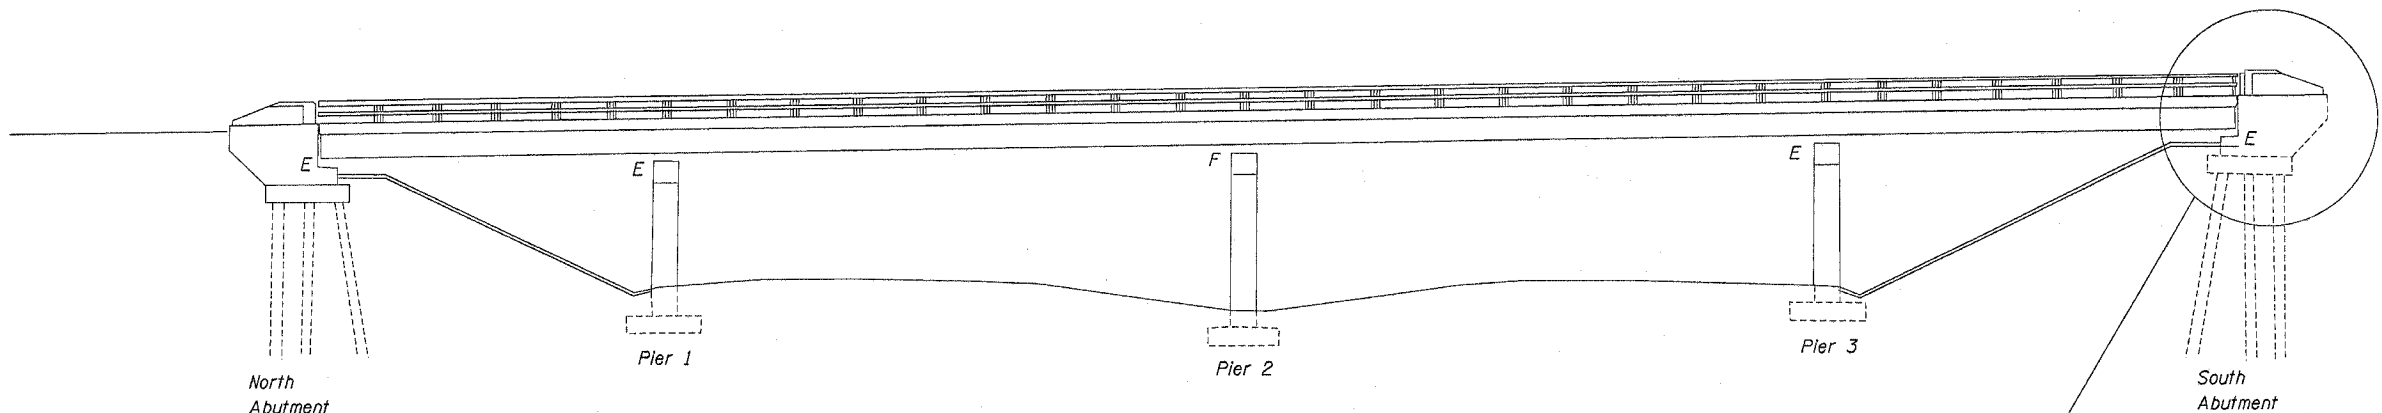 E
E
F
E
E
Pier 1
Pier 2
Pier 3
North
Abutment
South
Abutment